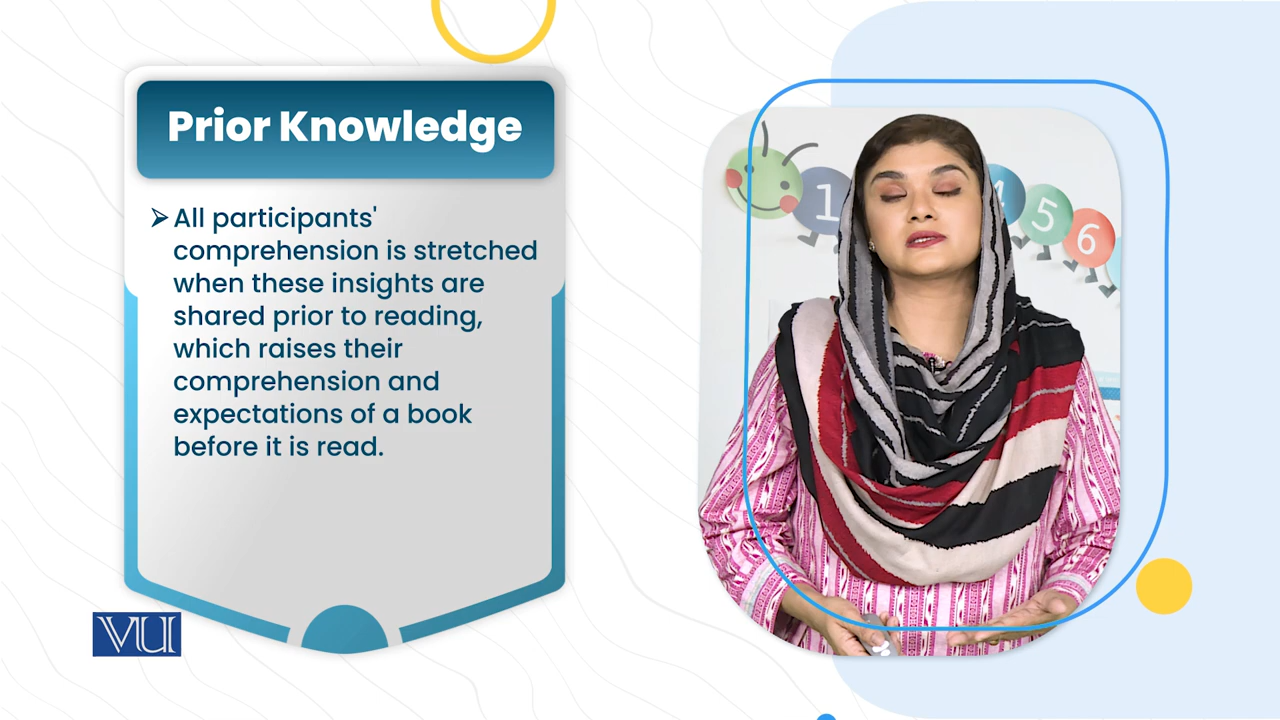 Prior Knowledge
➢ All participants'
comprehension is stretched
when these insights are
shared prior to reading,
which raises their
comprehension and
expectations of a book
before it is read.
VU
1
4
5
6